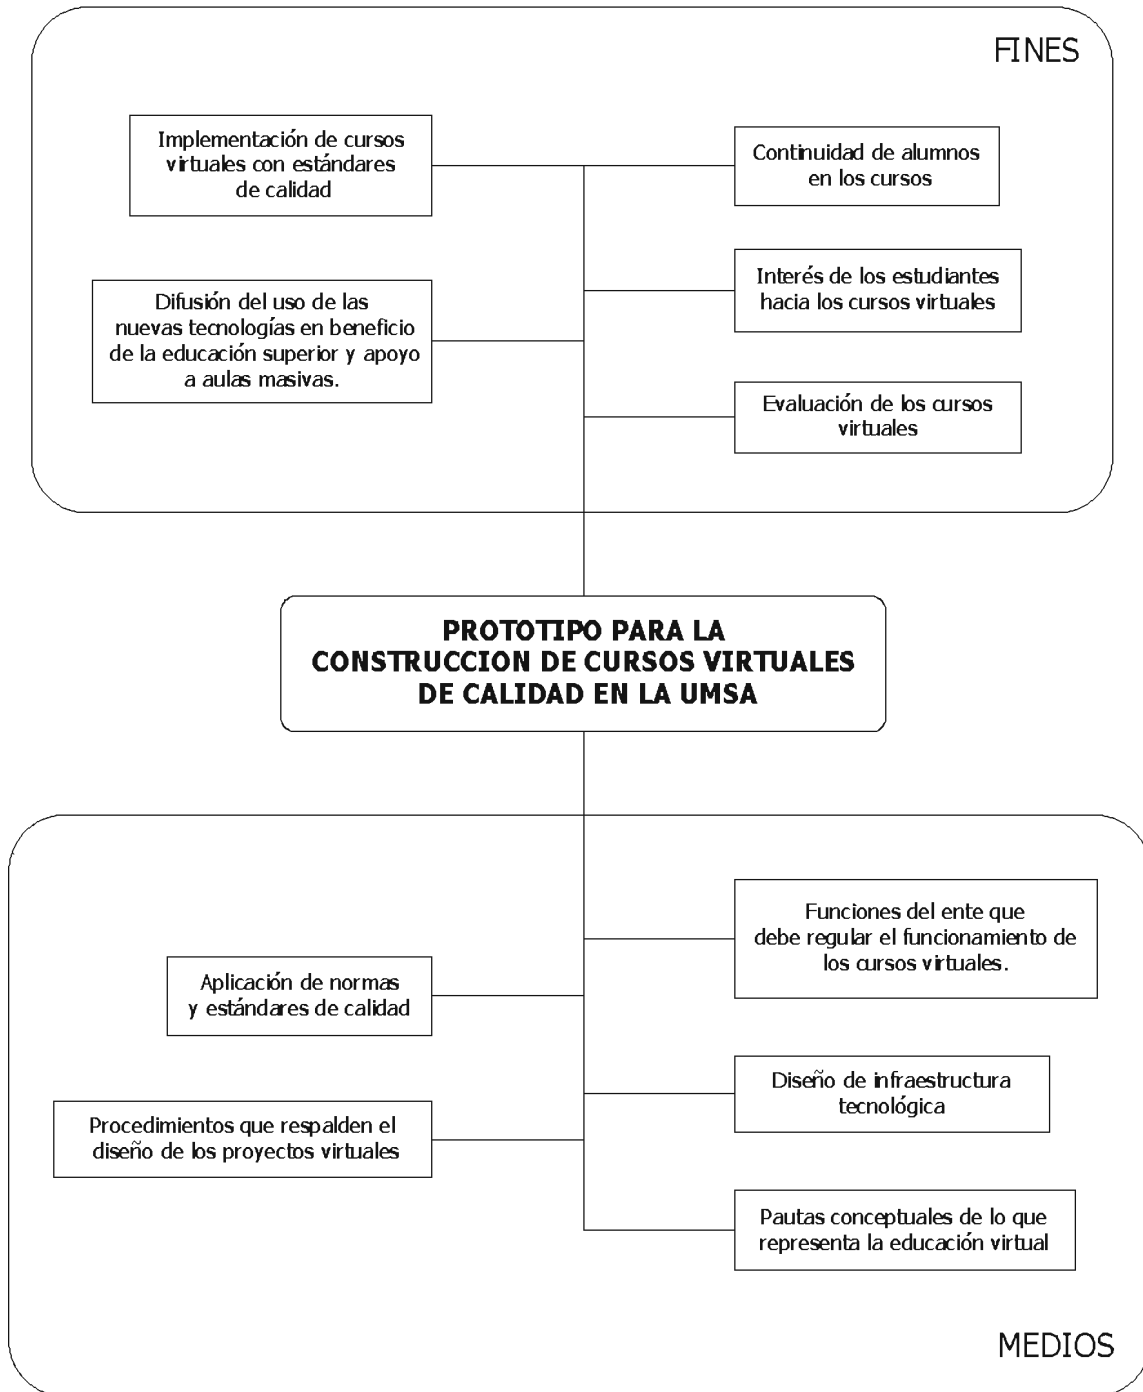 FINES
Implementación de cursos
virtuales con estándares
de calidad
Continuidad de alumnos
en los cursos
Difusión del uso de las
nuevas tecnologías en beneficio
de la educación superior y apoyo
a aulas masivas.
Interés de los estudiantes
hacia los cursos virtuales
Evaluación de los cursos
virtuales
PROTOTIPO PARA LA
CONSTRUCCION DE CURSOS VIRTUALES
DE CALIDAD EN LA UMSA
Funciones del ente que
debe regular el funcionamiento de
los cursos virtuales.
Aplicación de normas
y estándares de calidad
Diseño de infraestructura
tecnológica
Procedimientos que respalden el
diseño de los proyectos virtuales
Pautas conceptuales de lo que
representa la educación virtual
MEDIOS